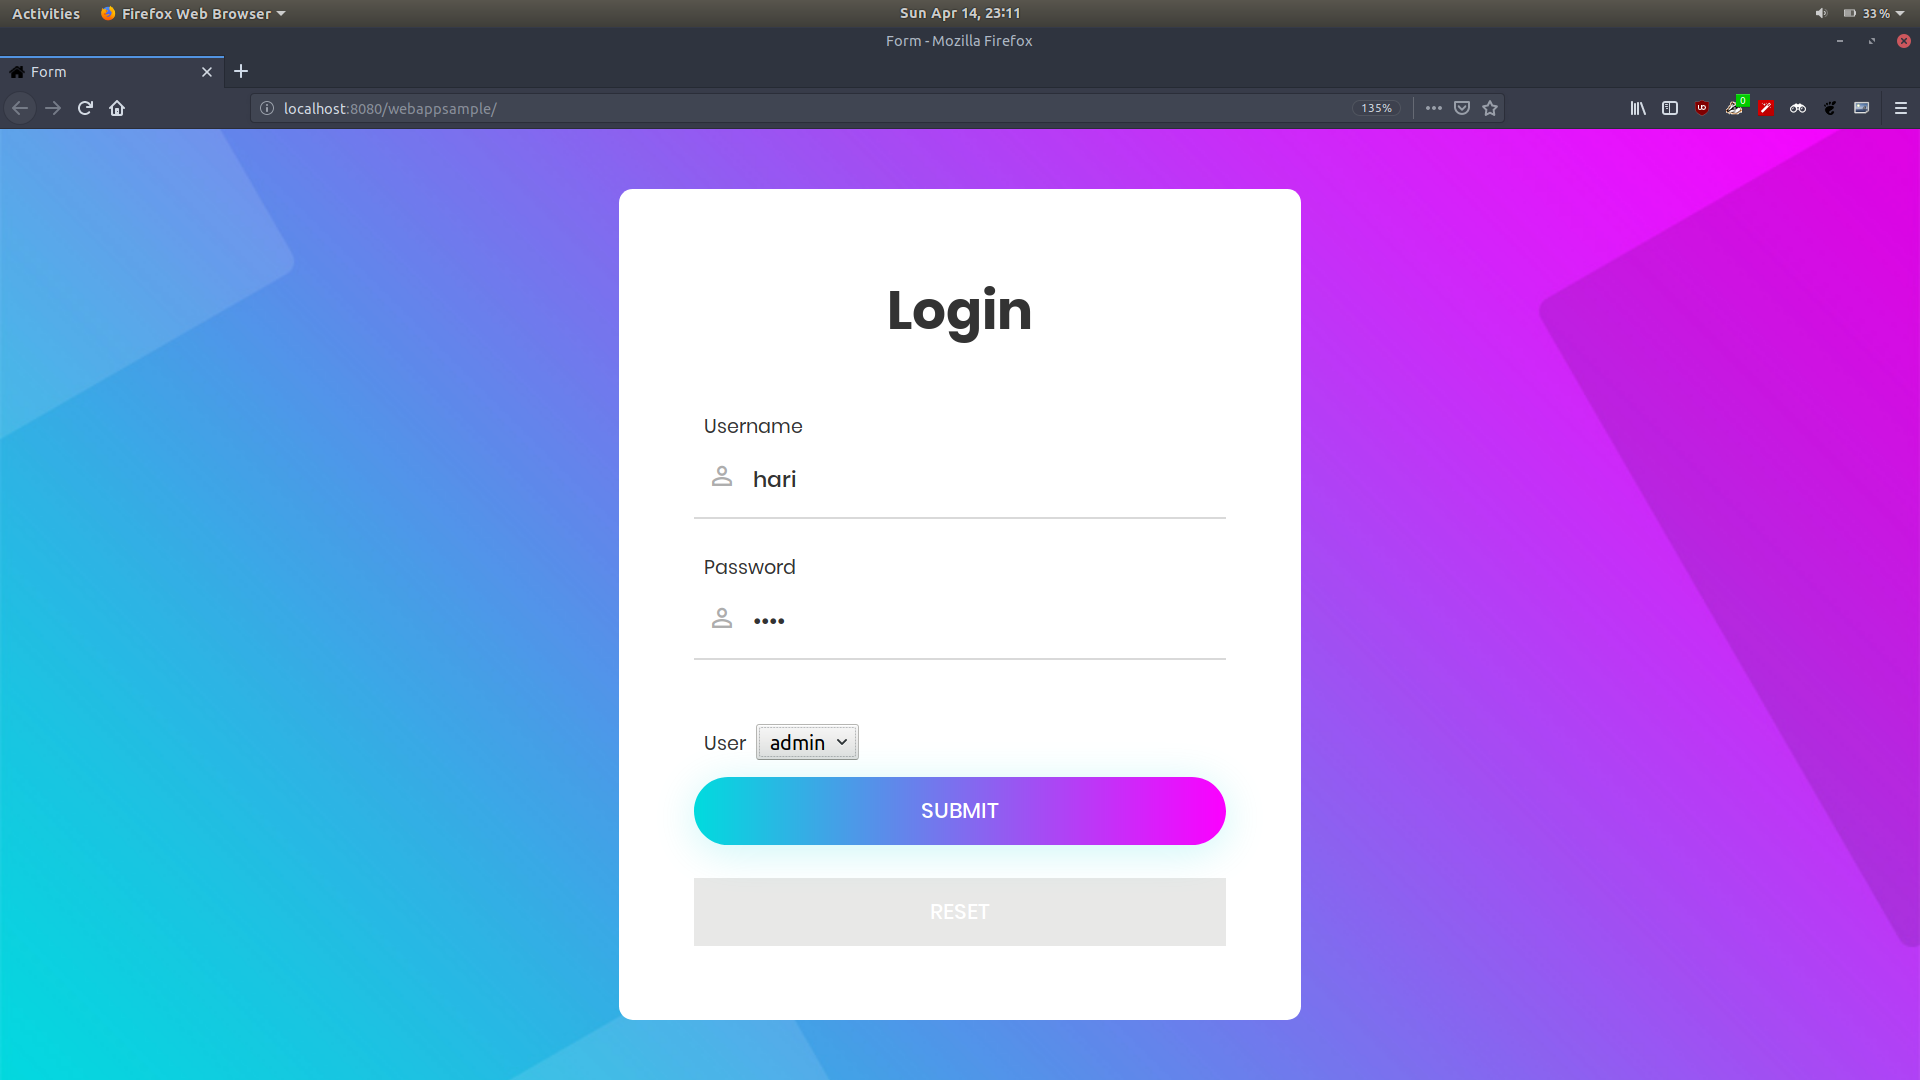 Activities Firefox Web Browser Sun Apr 14, 23:11 33 %
Form - Mozilla Firefox
Form
localhost:8080/webappsample/ 135%
UD 0
Login
Username
hari
Password
••••
User admin
SUBMIT
RESET